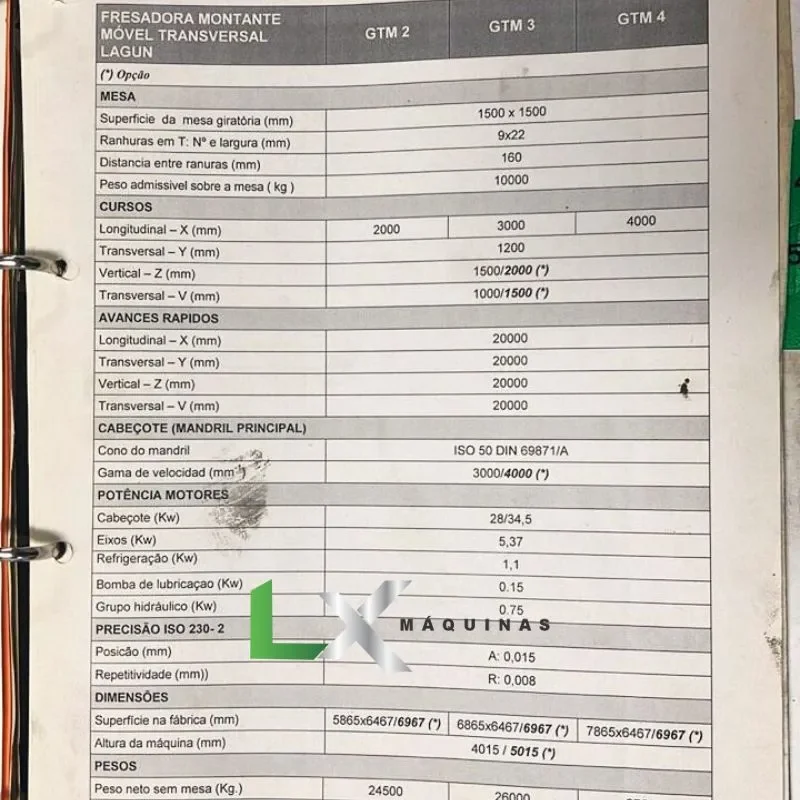 FRESADORA MONTANTE
MÓVEL TRANSVERSAL
LAGUN
GTM 2 GTM 3 GTM 4
(*) Opção
MESA
Superficie da mesa giratória (mm) 1500 x 1500
Ranhuras em T: Nº e largura (mm) 9x22
Distancia entre ranuras (mm) 160
Peso admissivel sobre a mesa ( kg ) 10000
CURSOS
Longitudinal – X (mm) 2000 3000 4000
Transversal – Y (mm) 1200
Vertical – Z (mm) 1500/2000 (*)
Transversal – V (mm) 1000/1500 (*)
AVANCES RAPIDOS
Longitudinal – X (mm) 20000
Transversal – Y (mm) 20000
Vertical – Z (mm) 20000
Transversal – V (mm) 20000
CABEÇOTE (MANDRIL PRINCIPAL)
Cono do mandril ISO 50 DIN 69871/A
Gama de velocidad (mm⁻¹) 3000/4000 (*)
POTÊNCIA MOTORES
Cabeçote (Kw) 28/34,5
Eixos (Kw) 5,37
Refrigeração (Kw) 1,1
Bomba de lubricaçao (Kw) 0.15
Grupo hidráulico (Kw) 0.75
LX MÁQUINAS
PRECISÃO ISO 230- 2
Posicão (mm) A: 0,015
Repetitividade (mm)) R: 0,008
DIMENSÕES
Superfície na fábrica (mm) 5865x6467/6967 (*) 6865x6467/6967 (*) 7865x6467/6967 (*)
Altura da máquina (mm) 4015 / 5015 (*)
PESOS
Peso neto sem mesa (Kg.) 24500 26000